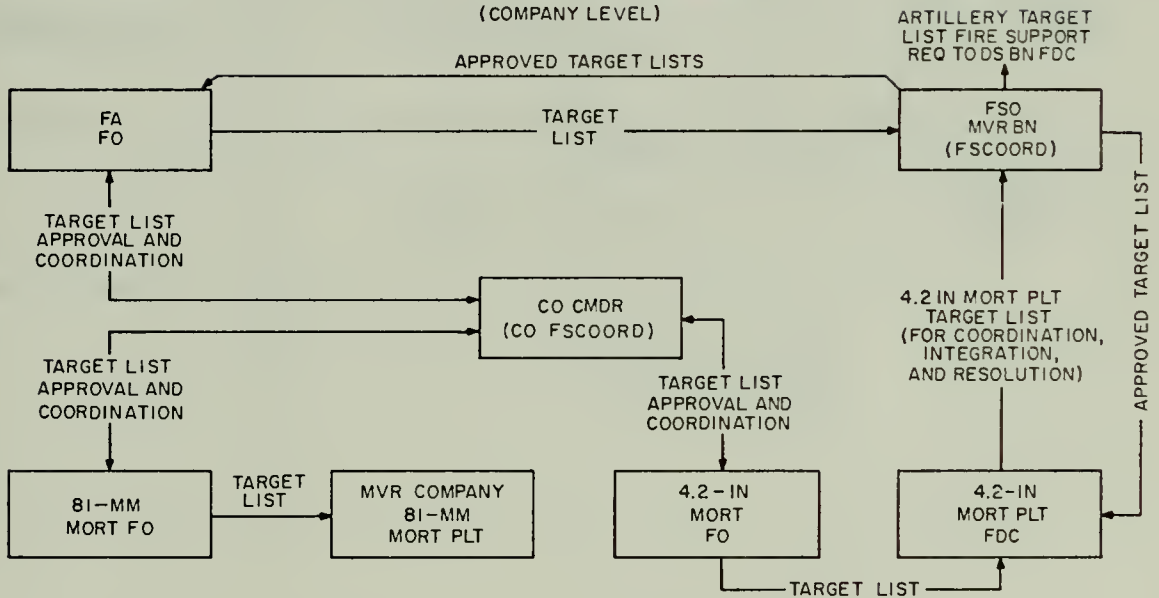 (COMPANY LEVEL)
ARTILLERY TARGET
LIST FIRE SUPPORT
REQ TO DS BN FDC
APPROVED TARGET LISTS
FA
FO
TARGET
LIST
FSO
MVR BN
(FSCOORD)
TARGET LIST
APPROVAL AND
COORDINATION
APPROVED TARGET LIST
CO CMDR
(CO FSCOORD)
4.2 IN MORT PLT
TARGET LIST
(FOR COORDINATION,
INTEGRATION,
AND RESOLUTION)
TARGET LIST
APPROVAL AND
COORDINATION
TARGET LIST
APPROVAL AND
COORDINATION
81-MM
MORT FO
TARGET
LIST
MVR COMPANY
81-MM
MORT PLT
4.2-IN
MORT
FO
4.2-IN
MORT PLT
FDC
TARGET LIST